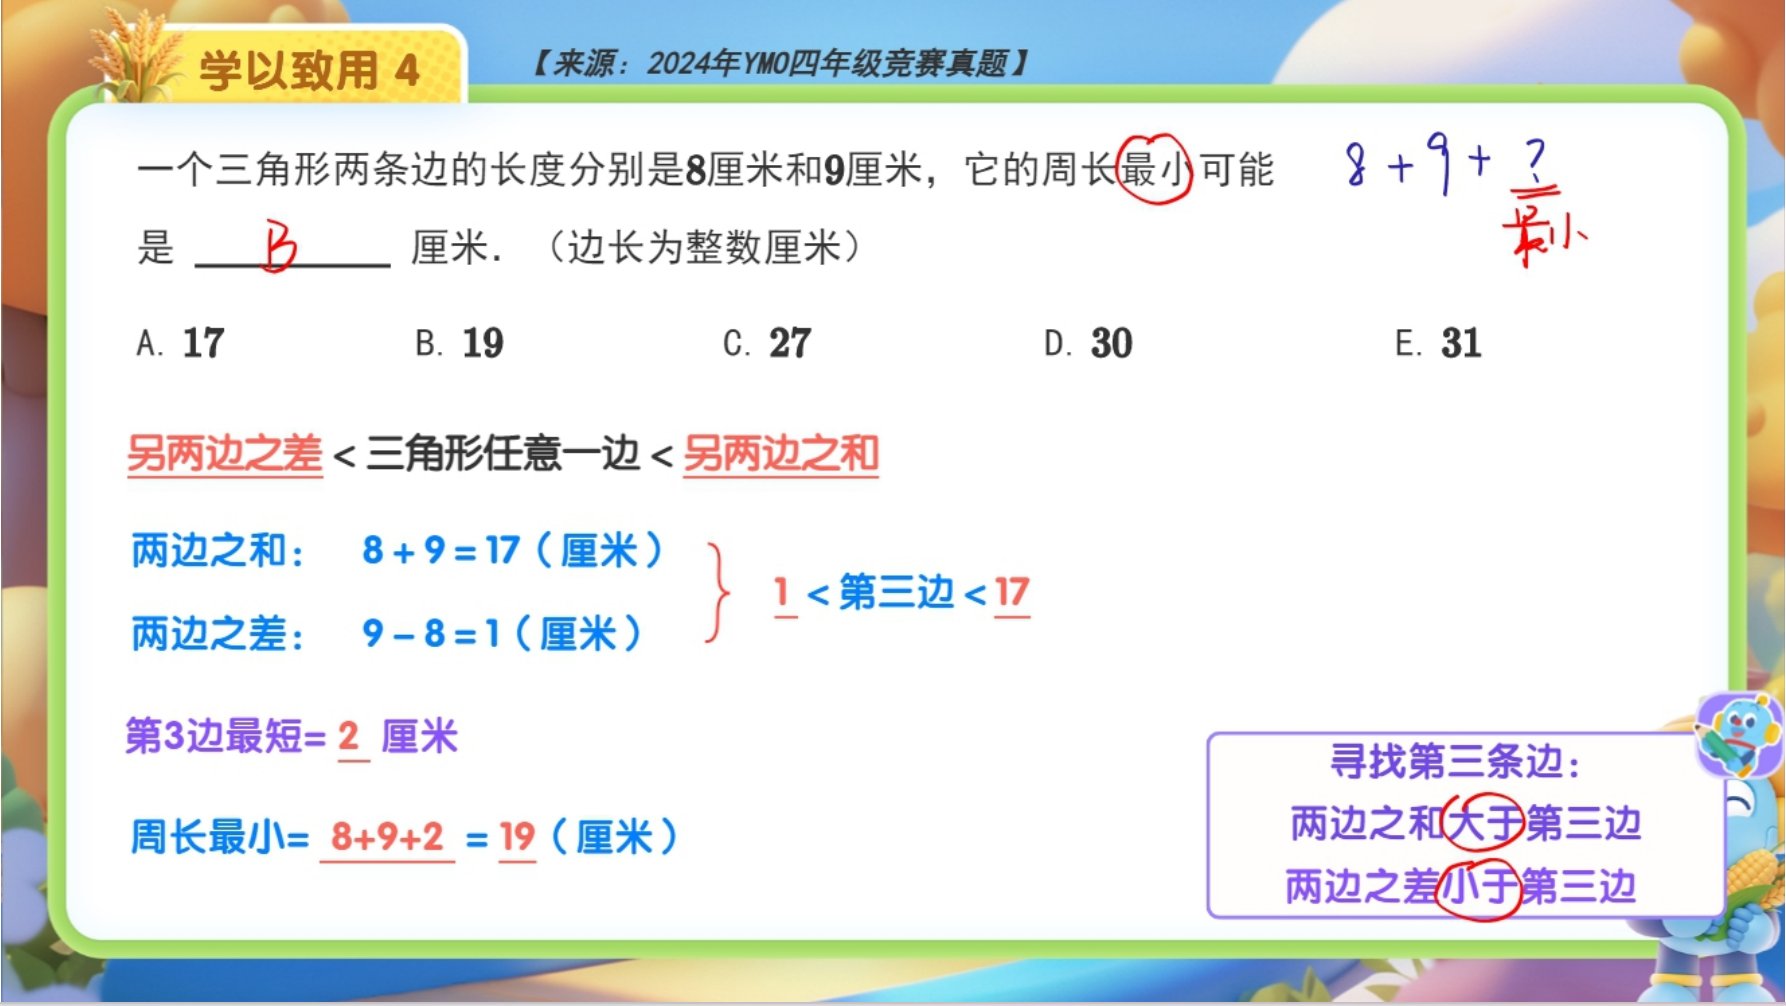 学以致用 4
【来源：2024年YMO四年级竞赛真题】
一个三角形两条边的长度分别是8厘米和9厘米，它的周长最小可能
8 + 9 + ?
最小
是 B 厘米．（边长为整数厘米）
A. 17 B. 19 C. 27 D. 30 E. 31
另两边之差 < 三角形任意一边 < 另两边之和
两边之和： 8 + 9 = 17（厘米）
1 < 第三边 < 17
两边之差： 9 – 8 = 1（厘米）
第3边最短= 2 厘米
周长最小= 8+9+2 = 19（厘米）
寻找第三条边：
两边之和大于第三边
两边之差小于第三边